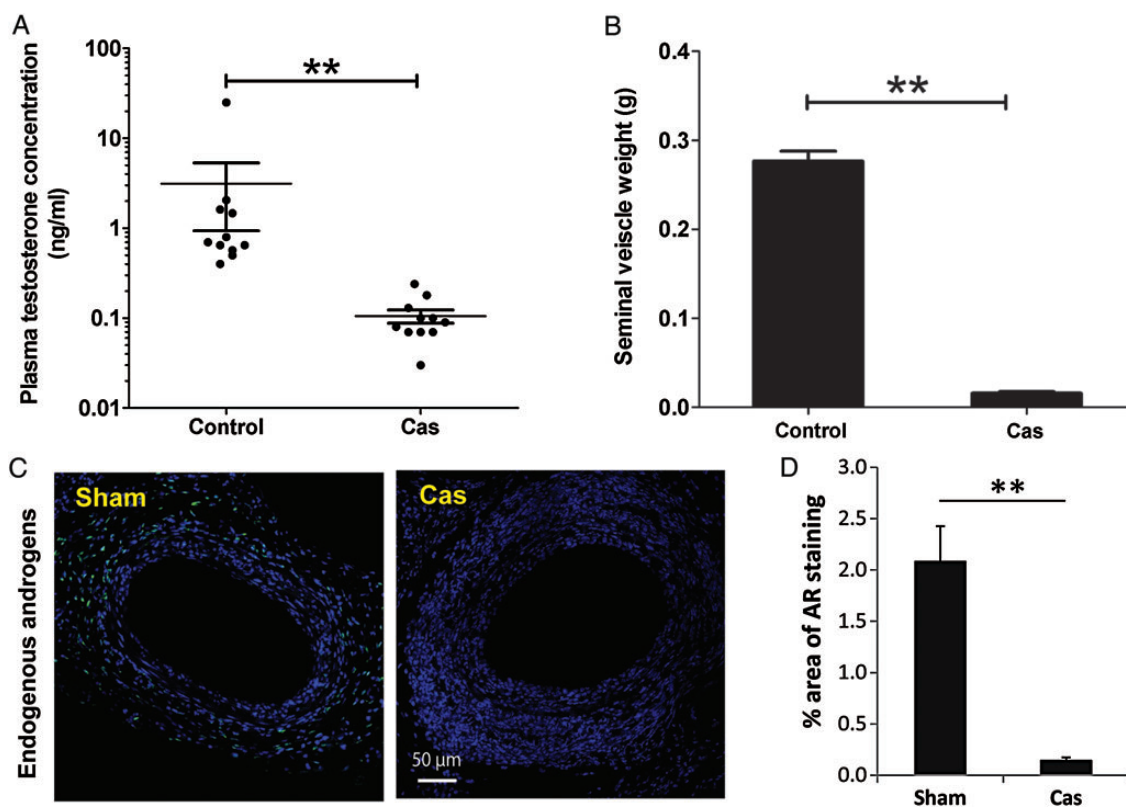 A
Plasma testosterone concentration
(ng/ml)
100
10
1
0.1
0.01
**
Control
Cas
B
Seminal veiscle weight (g)
0.4
0.3
0.2
0.1
0.0
**
Control
Cas
C
Endogenous androgens
Sham
Cas
50 µm
D
% area of AR staining
3.0
2.5
2.0
1.5
1.0
0.5
0.0
**
Sham
Cas